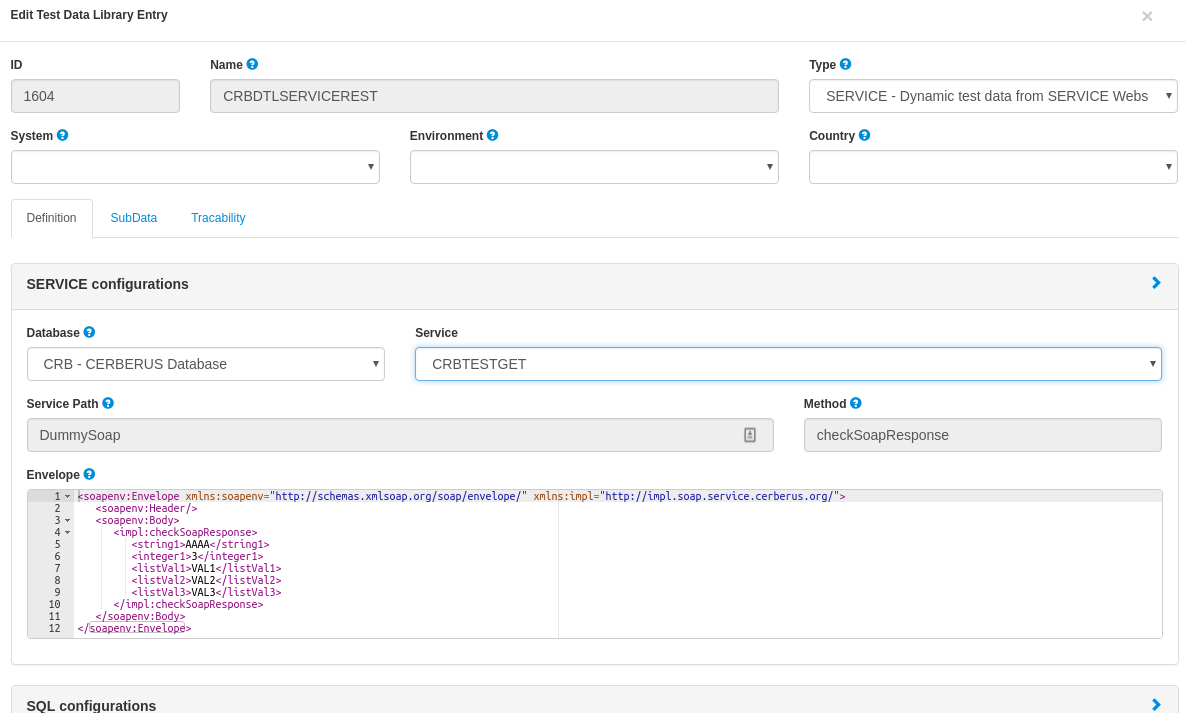 Edit Test Data Library Entry ×
ID Name Type
1604 CRBDTLSERVICEREST SERVICE - Dynamic test data from SERVICE Webs
System Environment Country
Definition SubData Tracability
SERVICE configurations
Database Service
CRB - CERBERUS Database CRBTESTGET
Service Path Method
DummySoap checkSoapResponse
Envelope
1 <soapenv:Envelope xmlns:soapenv="http://schemas.xmlsoap.org/soap/envelope/" xmlns:impl="http://impl.soap.service.cerberus.org/">
2 <soapenv:Header/>
3 <soapenv:Body>
4 <impl:checkSoapResponse>
5 <string1>AAAA</string1>
6 <integer1>3</integer1>
7 <listVal1>VAL1</listVal1>
8 <listVal2>VAL2</listVal2>
9 <listVal3>VAL3</listVal3>
10 </impl:checkSoapResponse>
11 </soapenv:Body>
12 </soapenv:Envelope>
SQL configurations